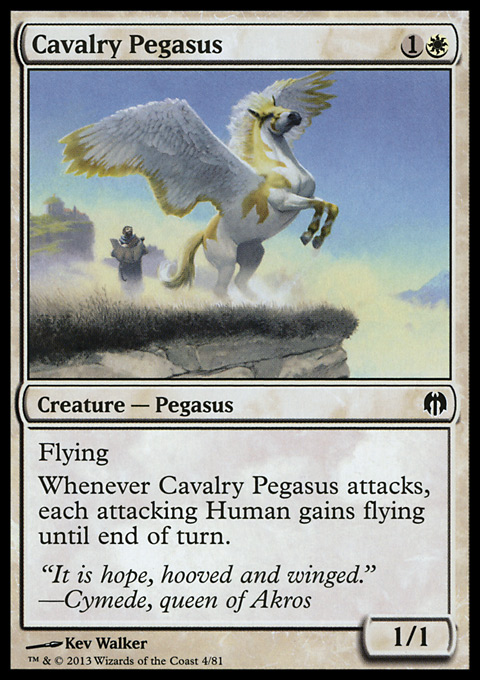 Cavalry Pegasus
1
Creature — Pegasus
Flying
Whenever Cavalry Pegasus attacks,
each attacking Human gains flying
until end of turn.
“It is hope, hooved and winged.”
—Cymede, queen of Akros
1/1
Kev Walker
™ & © 2013 Wizards of the Coast 4/81